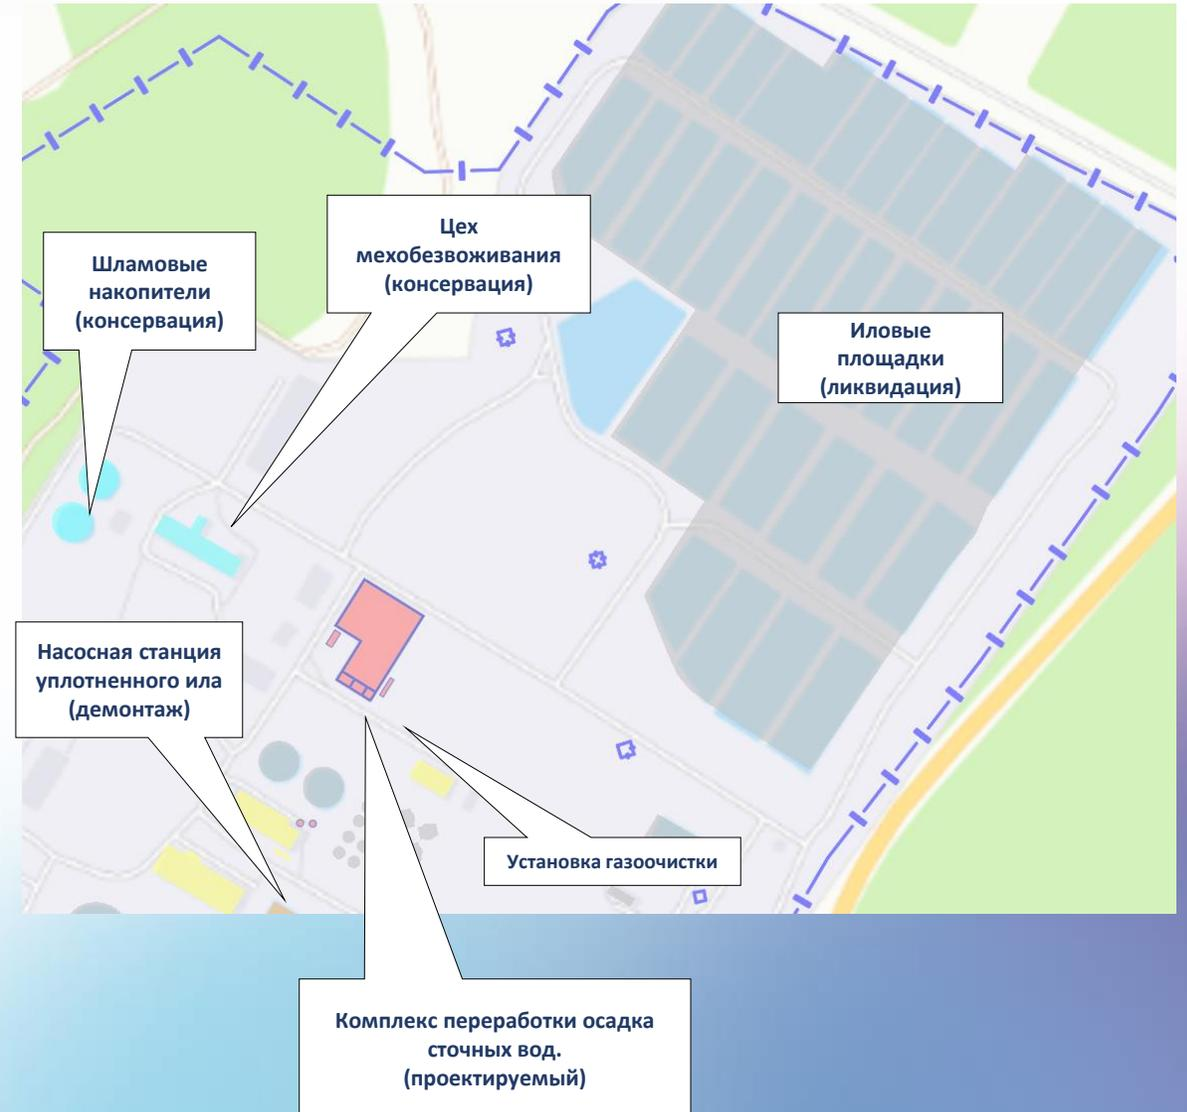 Цех
мехобезвоживания
(консервация)
Шламовые
накопители
(консервация)
Иловые
площадки
(ликвидация)
Насосная станция
уплотненного ила
(демонтаж)
Установка газоочистки
Комплекс переработки осадка
сточных вод.
(проектируемый)